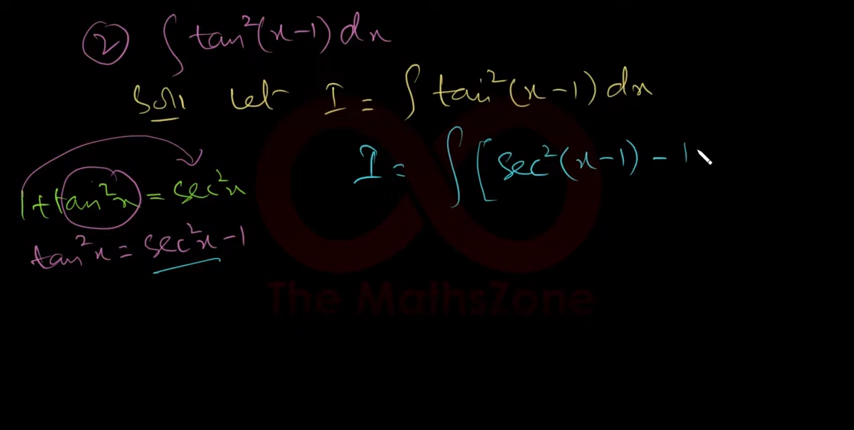 ② ∫ tan²(x-1) dx
Soln Let I = ∫ tan²(x-1) dx
I = ∫ [sec²(x-1) - 1
1+tan²x = sec²x
tan²x = sec²x - 1
The MathsZone